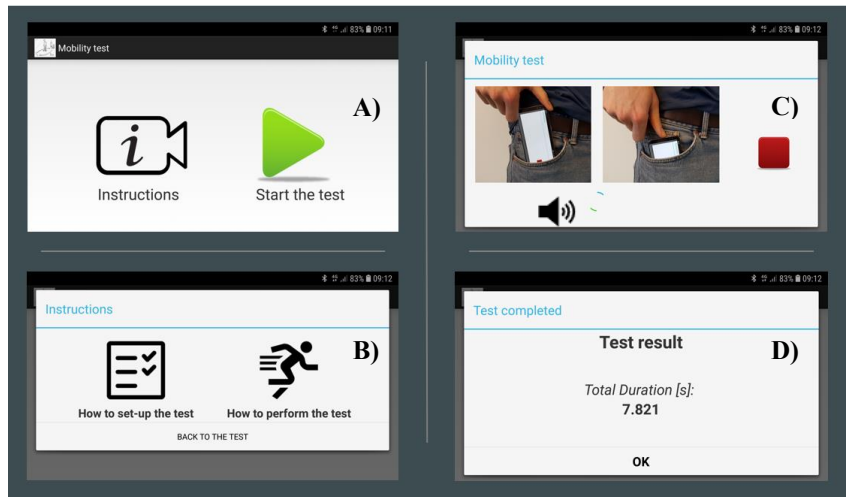 83% 09:11
Mobility test
A)
Instructions
Start the test
83% 09:12
Instructions
B)
How to set-up the test
How to perform the test
BACK TO THE TEST
83% 09:12
Mobility test
C)
83% 09:12
Test completed
Test result
D)
Total Duration [s]:
7.821
OK